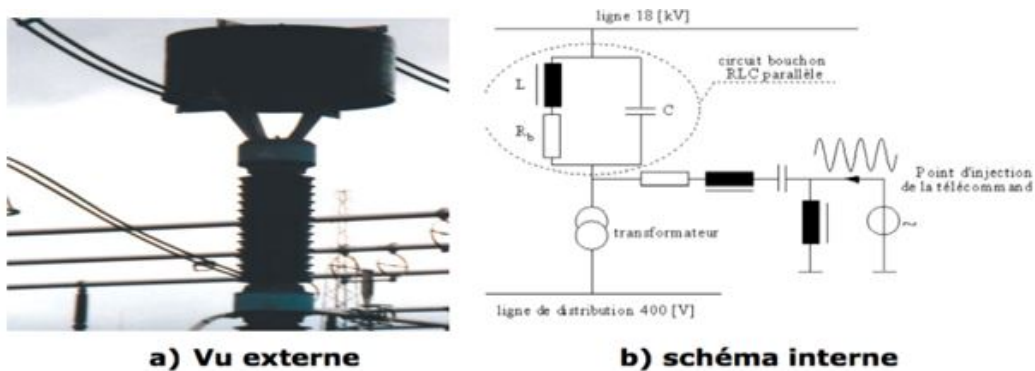 ligne 18 [kV]
circuit bouchon
RLC parallèle
L
C
R_b
Point d'injection
de la télécommand
~
transformateur
ligne de distribution 400 [V]
a) Vu externe
b) schéma interne